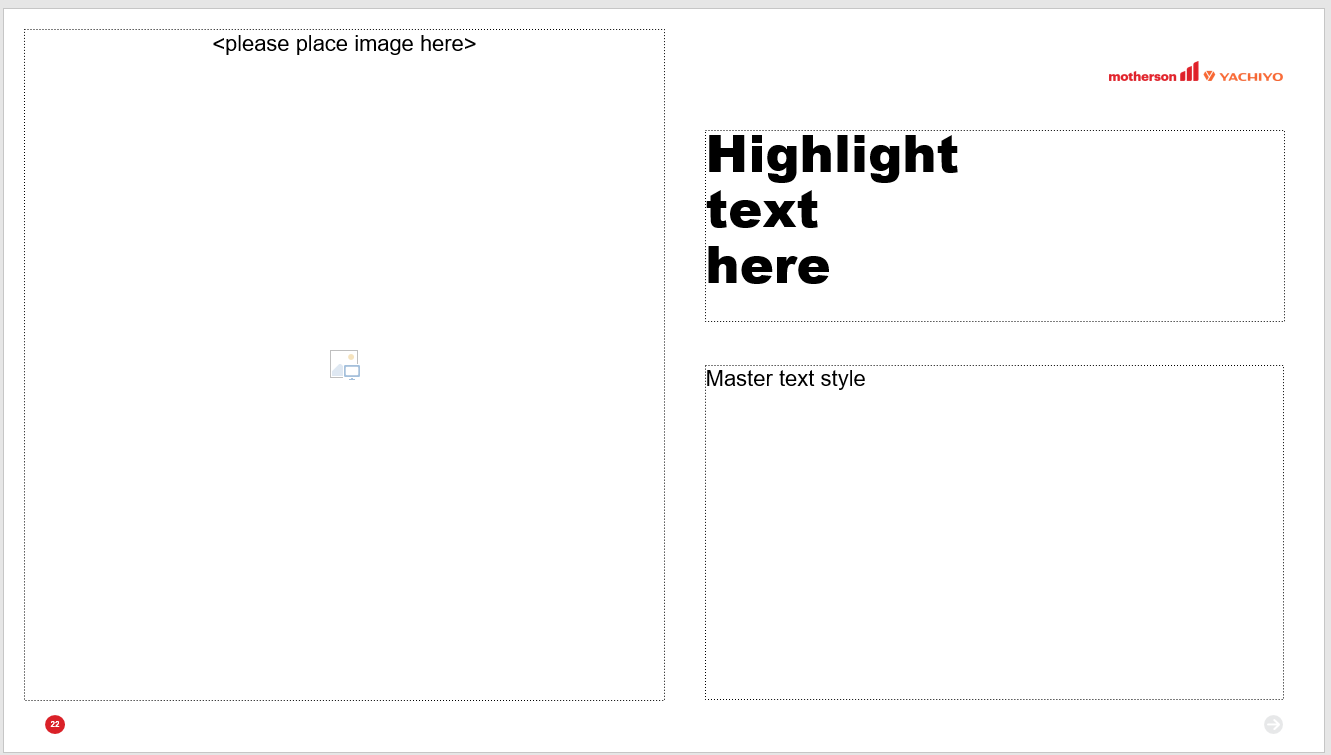 <please place image here>
motherson YACHIYO
Highlight
text
here
Master text style
22